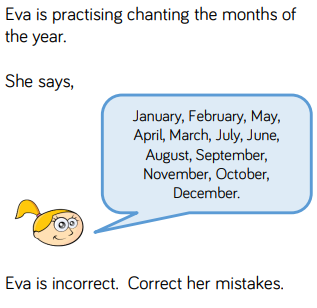 Eva is practising chanting the months of
the year.
She says,
January, February, May,
April, March, July, June,
August, September,
November, October,
December.
Eva is incorrect.  Correct her mistakes.